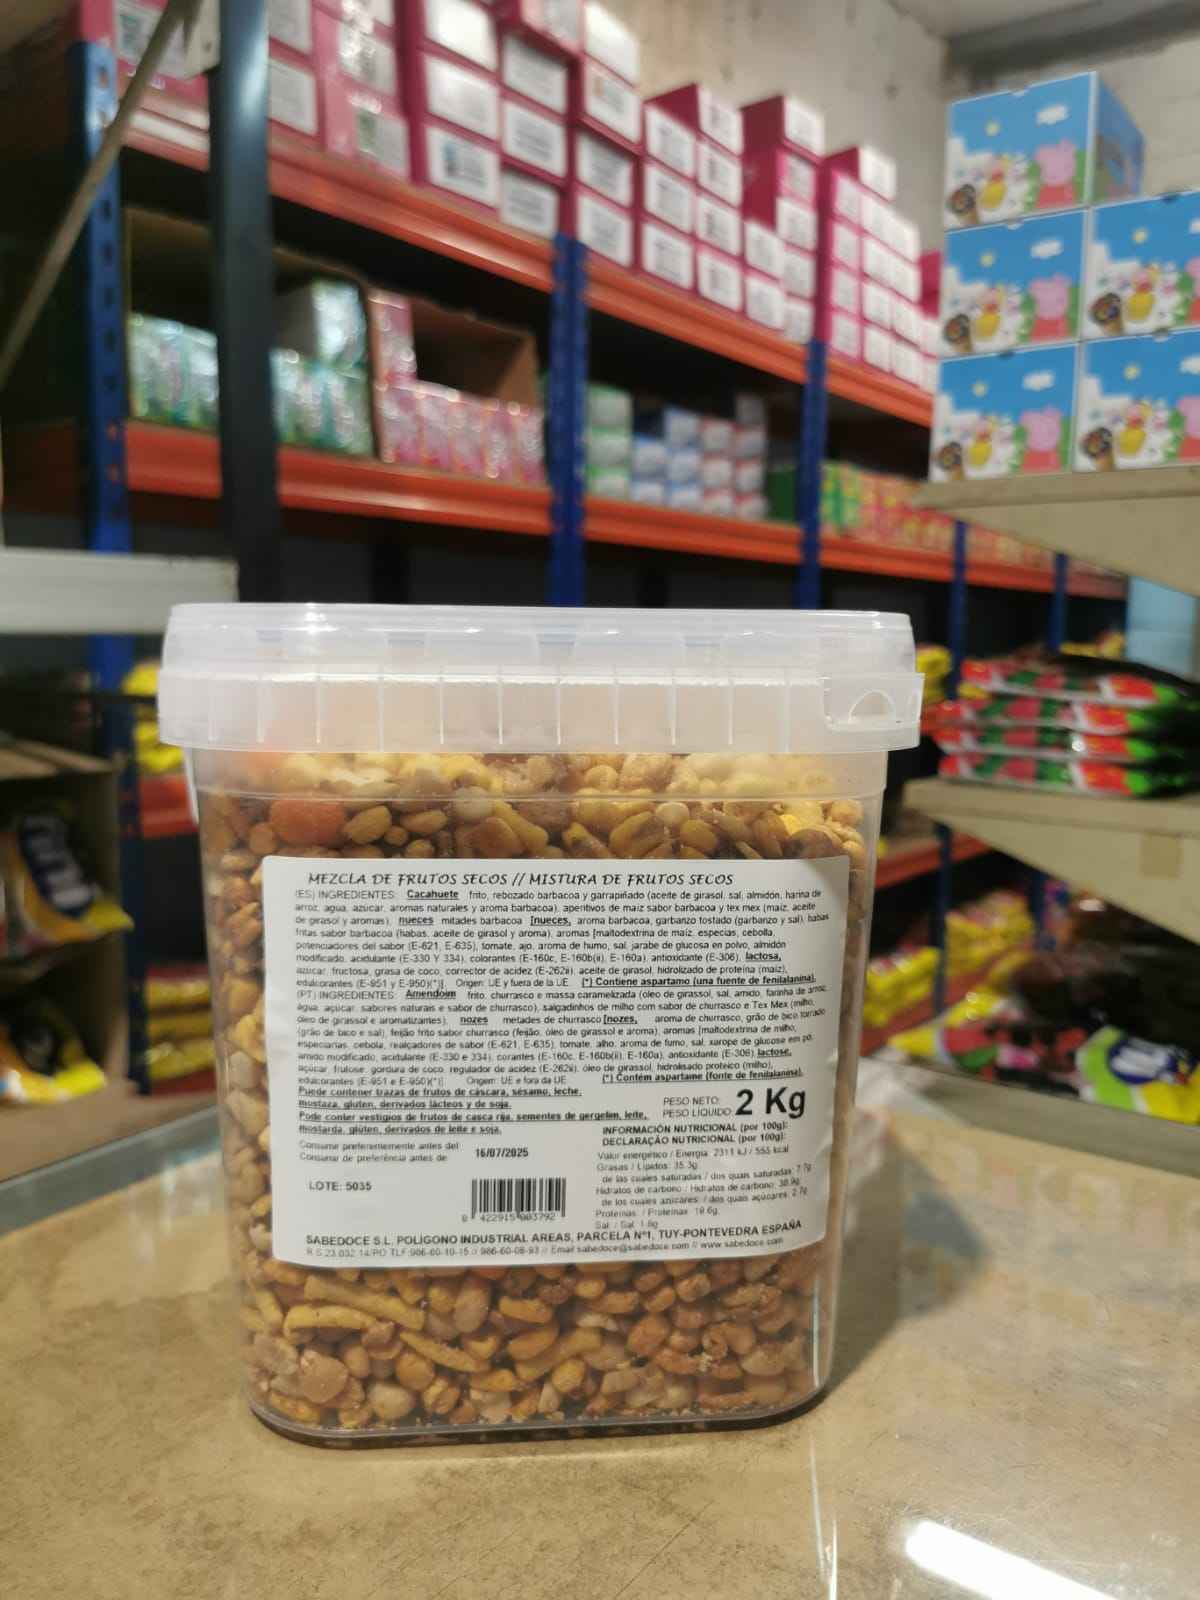 MEZCLA DE FRUTOS SECOS // MISTURA DE FRUTOS SECOS
(ES) INGREDIENTES: Cacahuete frito, rebozado barbacoa y garrapiñado (aceite de girasol, sal, almidón, harina de
arroz, agua, azúcar, aromas naturales y aroma barbacoa), aperitivos de maíz sabor barbacoa y tex mex (maíz, aceite
de girasol y aromas), nueces mitades barbacoa [nueces, aroma barbacoa, garbanzo tostado (garbanzo y sal), habas
fritas sabor barbacoa (habas, aceite de girasol y aroma), aromas [maltodextrina de maíz, especias, cebolla,
potenciadores del sabor (E-621, E-635), tomate, ajo, aroma de humo, sal, jarabe de glucosa en polvo, almidón
modificado, acidulante (E-330 Y 334), colorantes (E-160c, E-160b(ii), E-160a), antioxidante (E-306), lactosa,
azúcar, fructosa, grasa de coco, corrector de acidez (E-262ii), aceite de girasol, hidrolizado de proteína (maíz),
edulcorantes (E-951 y E-950)(*)] Origen: UE y fuera de la UE. (*) Contiene aspartamo (una fuente de fenilalanina).
(PT) INGREDIENTES: Amendoim frito, churrasco e massa caramelizada (óleo de girassol, sal, amido, farinha de arroz,
água, açúcar, sabores naturais e sabor de churrasco), salgadinhos de milho com sabor de churrasco e Tex Mex (milho,
óleo de girassol e aromatizantes), nozes metades de churrasco [nozes, aroma de churrasco, grão de bico torrado
(grão de bico e sal), feijão frito sabor churrasco (feijão, óleo de girassol e aroma), aromas [maltodextrina de milho,
especiarias, cebola, realçadores de sabor (E-621, E-635), tomate, alho, aroma de fumo, sal, xarope de glucose em pó,
amido modificado, acidulante (E-330 e 334), corantes (E-160c, E-160b(ii), E-160a), antioxidante (E-306), lactose,
açúcar, frutose, gordura de coco, regulador de acidez (E-262ii), óleo de girassol, hidrolisado proteico (milho),
edulcorantes (E-951 e E-950)(*)] Origem: UE e fora da UE (*) Contém aspartame (fonte de fenilalanina).
Puede contener trazas de frutos de cáscara, sésamo, leche,
mostaza, gluten, derivados lácteos y de soja.
Pode conter vestígios de frutos de casca rija, sementes de gergelim, leite,
mostarda, glúten, derivados de leite e soja.
PESO NETO:
PESO LÍQUIDO: 2 Kg
Consumir preferentemente antes del
Consumir de preferência antes de 16/07/2025
LOTE: 5035
8 422915 003792
INFORMACIÓN NUTRICIONAL (por 100g):
DECLARAÇÃO NUTRICIONAL (por 100g):
Valor energético / Energia: 2311 kJ / 555 kcal
Grasas / Lípidos: 35.3g
de las cuales saturadas / dos quais saturadas: 7.7g
Hidratos de carbono / Hidratos de carbono: 38.9g
de los cuales azúcares: / dos quais açúcares: 2.7g
Proteínas: / Proteínas: 18.6g
Sal: / Sal: 1.6g
SABEDOCE S.L. POLÍGONO INDUSTRIAL AREAS, PARCELA Nº1, TUY-PONTEVEDRA ESPAÑA
R.S 23.032.14/PO TLF:986-60-10-15 // 986-60-08-93 // Email sabedoce@sabedoce.com // www.sabedoce.com